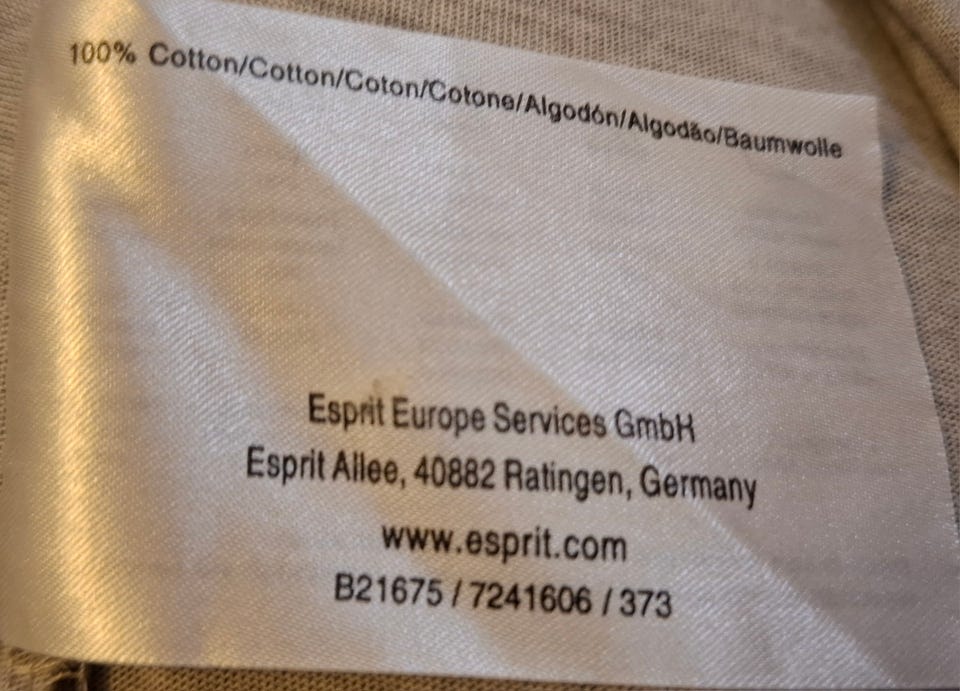 100% Cotton/Cotton/Coton/Cotone/Algodón/Algodão/Baumwolle
Esprit Europe Services GmbH
Esprit Allee, 40882 Ratingen, Germany
www.esprit.com
B21675 / 7241606 / 373